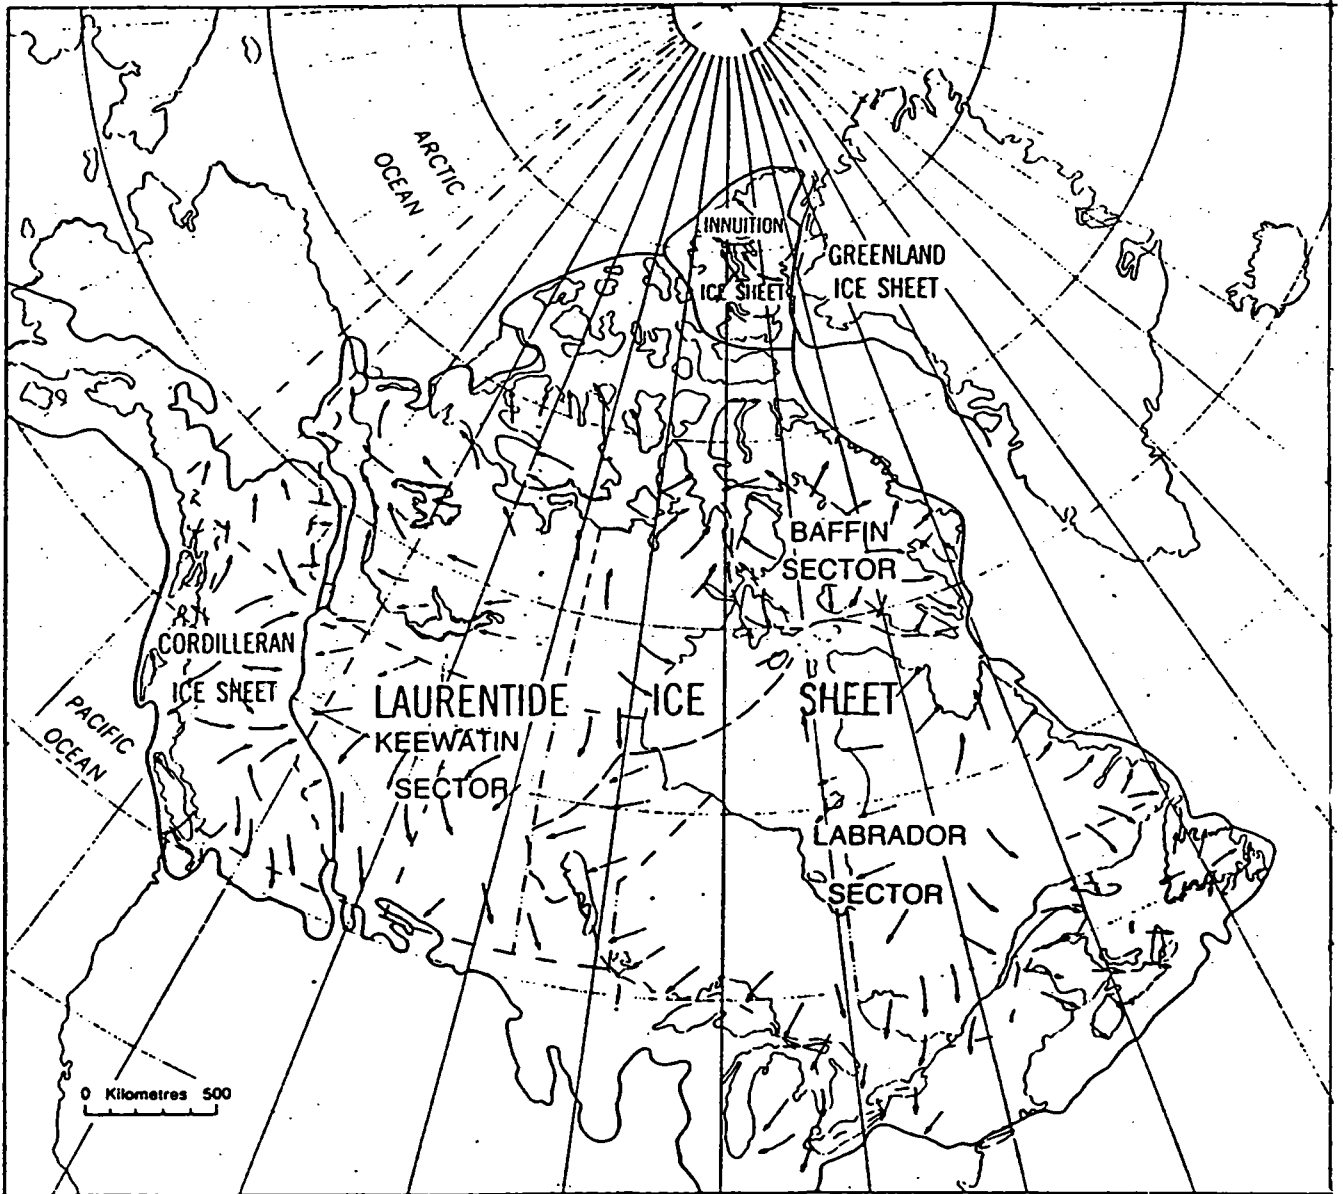 ARCTIC
OCEAN
INNUITION
ICE SHEET
GREENLAND
ICE SHEET
BAFFIN
SECTOR
CORDILLERAN
ICE SHEET
LAURENTIDE ICE SHEET
KEEWATIN
SECTOR
PACIFIC
OCEAN
LABRADOR
SECTOR
0 Kilometres 500